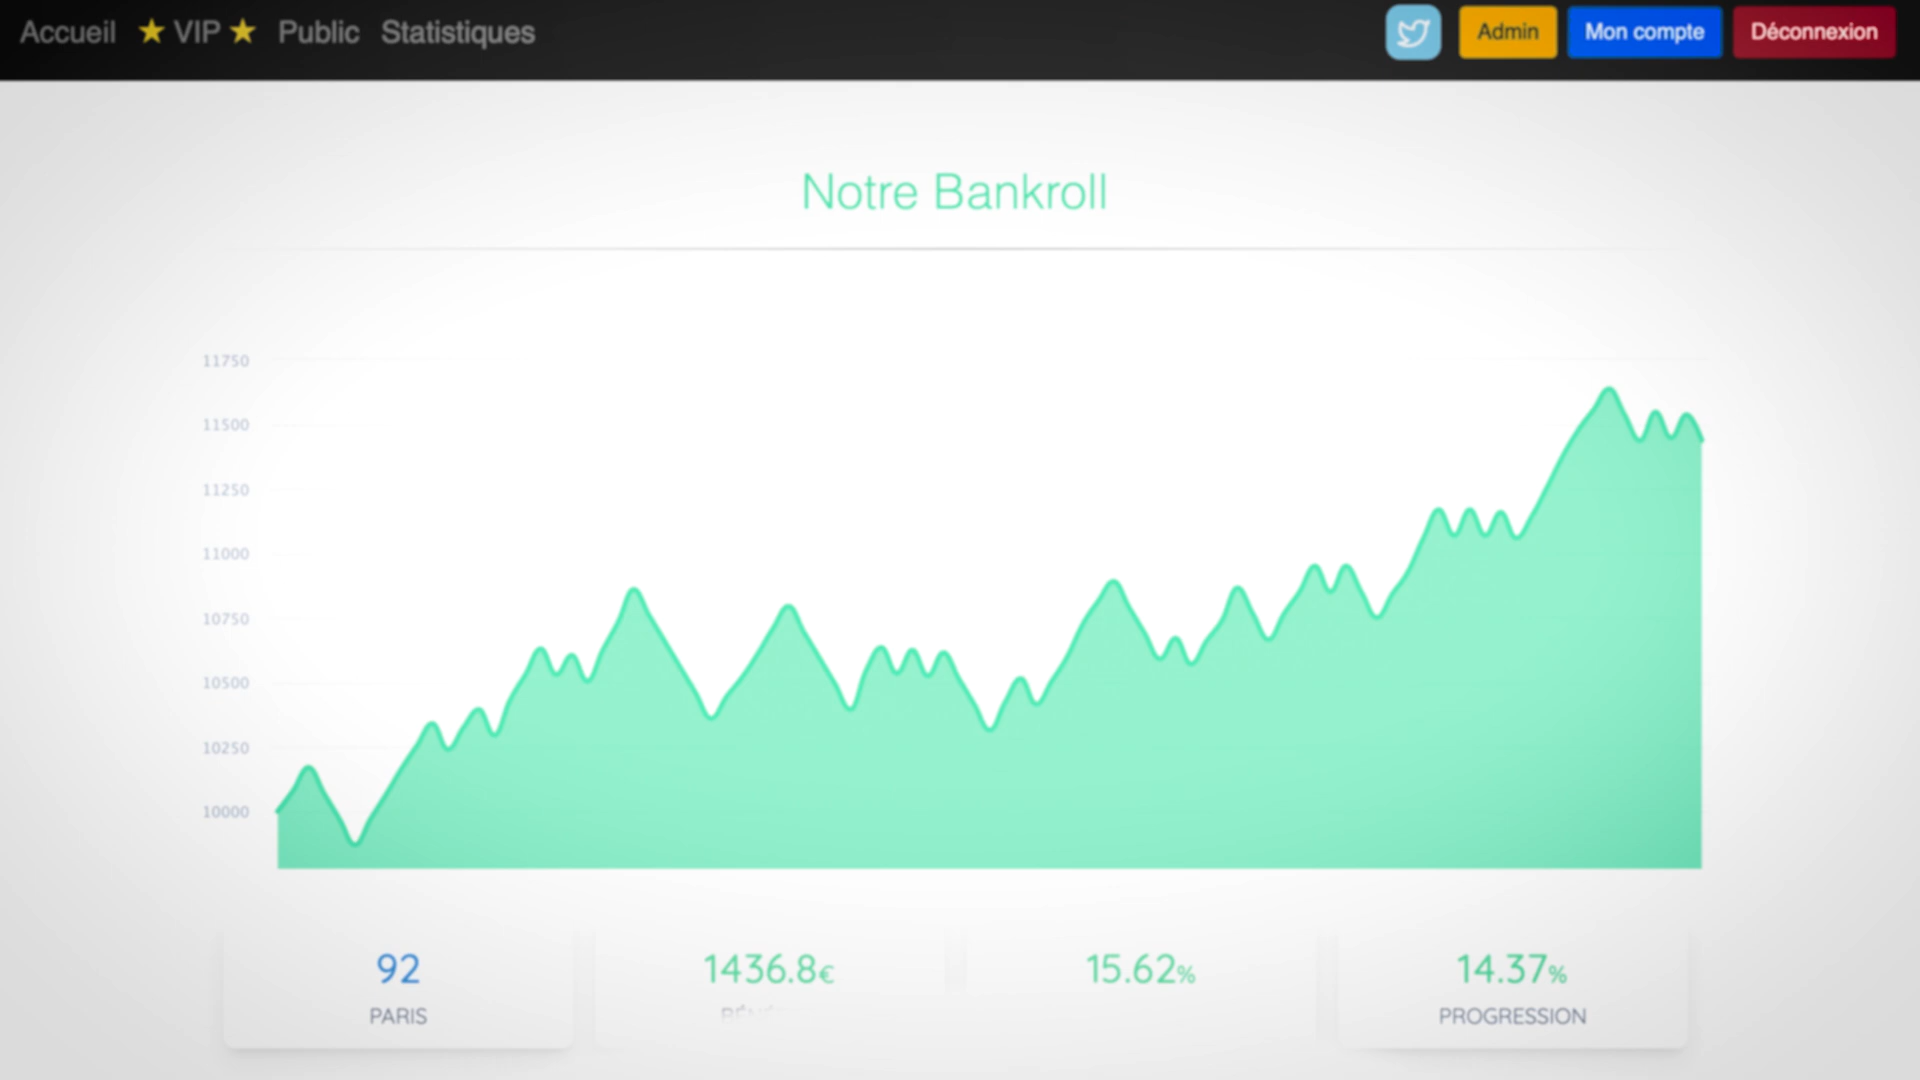 Accueil ★ VIP ★ Public Statistiques
Admin Mon compte Déconnexion
Notre Bankroll
11750
11500
11250
11000
10750
10500
10250
10000
92
PARIS
1436.8€
15.62%
14.37%
PROGRESSION